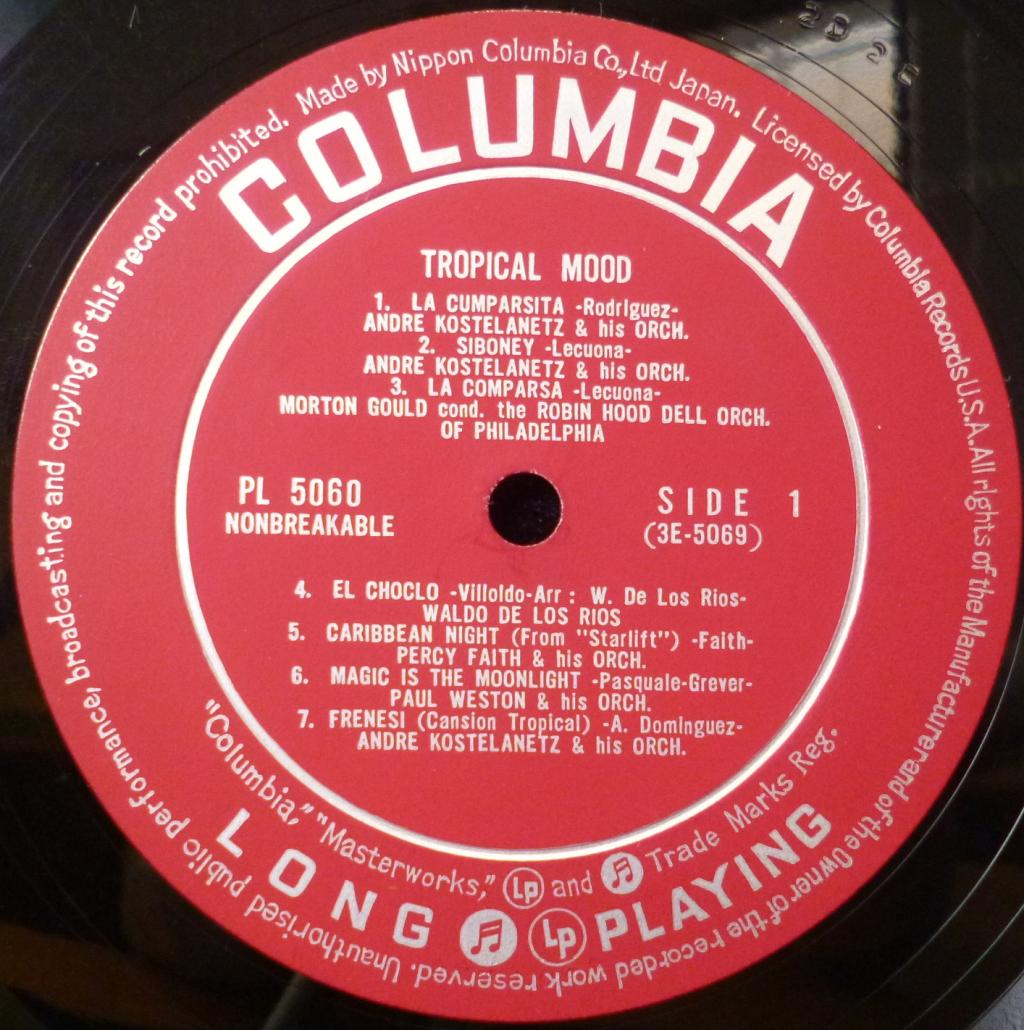 Made by Nippon Columbia Co., Ltd Japan. Licensed by Columbia Records U.S.A. All rights of the Manufacturer and of the Owner of the recorded work reserved. Unauthorised public performance, broadcasting and copying of this record prohibited.
COLUMBIA
TROPICAL MOOD
1. LA CUMPARSITA -Rodriguez-
ANDRE KOSTELANETZ & his ORCH.
2. SIBONEY -Lecuona-
ANDRE KOSTELANETZ & his ORCH.
3. LA COMPARSA -Lecuona-
MORTON GOULD cond. the ROBIN HOOD DELL ORCH.
OF PHILADELPHIA
PL 5060
NONBREAKABLE
SIDE 1
(3E-5069)
4. EL CHOCLO -Villoldo-Arr : W. De Los Rios-
WALDO DE LOS RIOS
5. CARIBBEAN NIGHT (From "Starlift") -Faith-
PERCY FAITH & his ORCH.
6. MAGIC IS THE MOONLIGHT -Pasquale-Grever-
PAUL WESTON & his ORCH.
7. FRENESI (Cansion Tropical) -A. Dominguez-
ANDRE KOSTELANETZ & his ORCH.
"Columbia," "Masterworks," Lp and Trade Marks Reg.
LONG Lp PLAYING